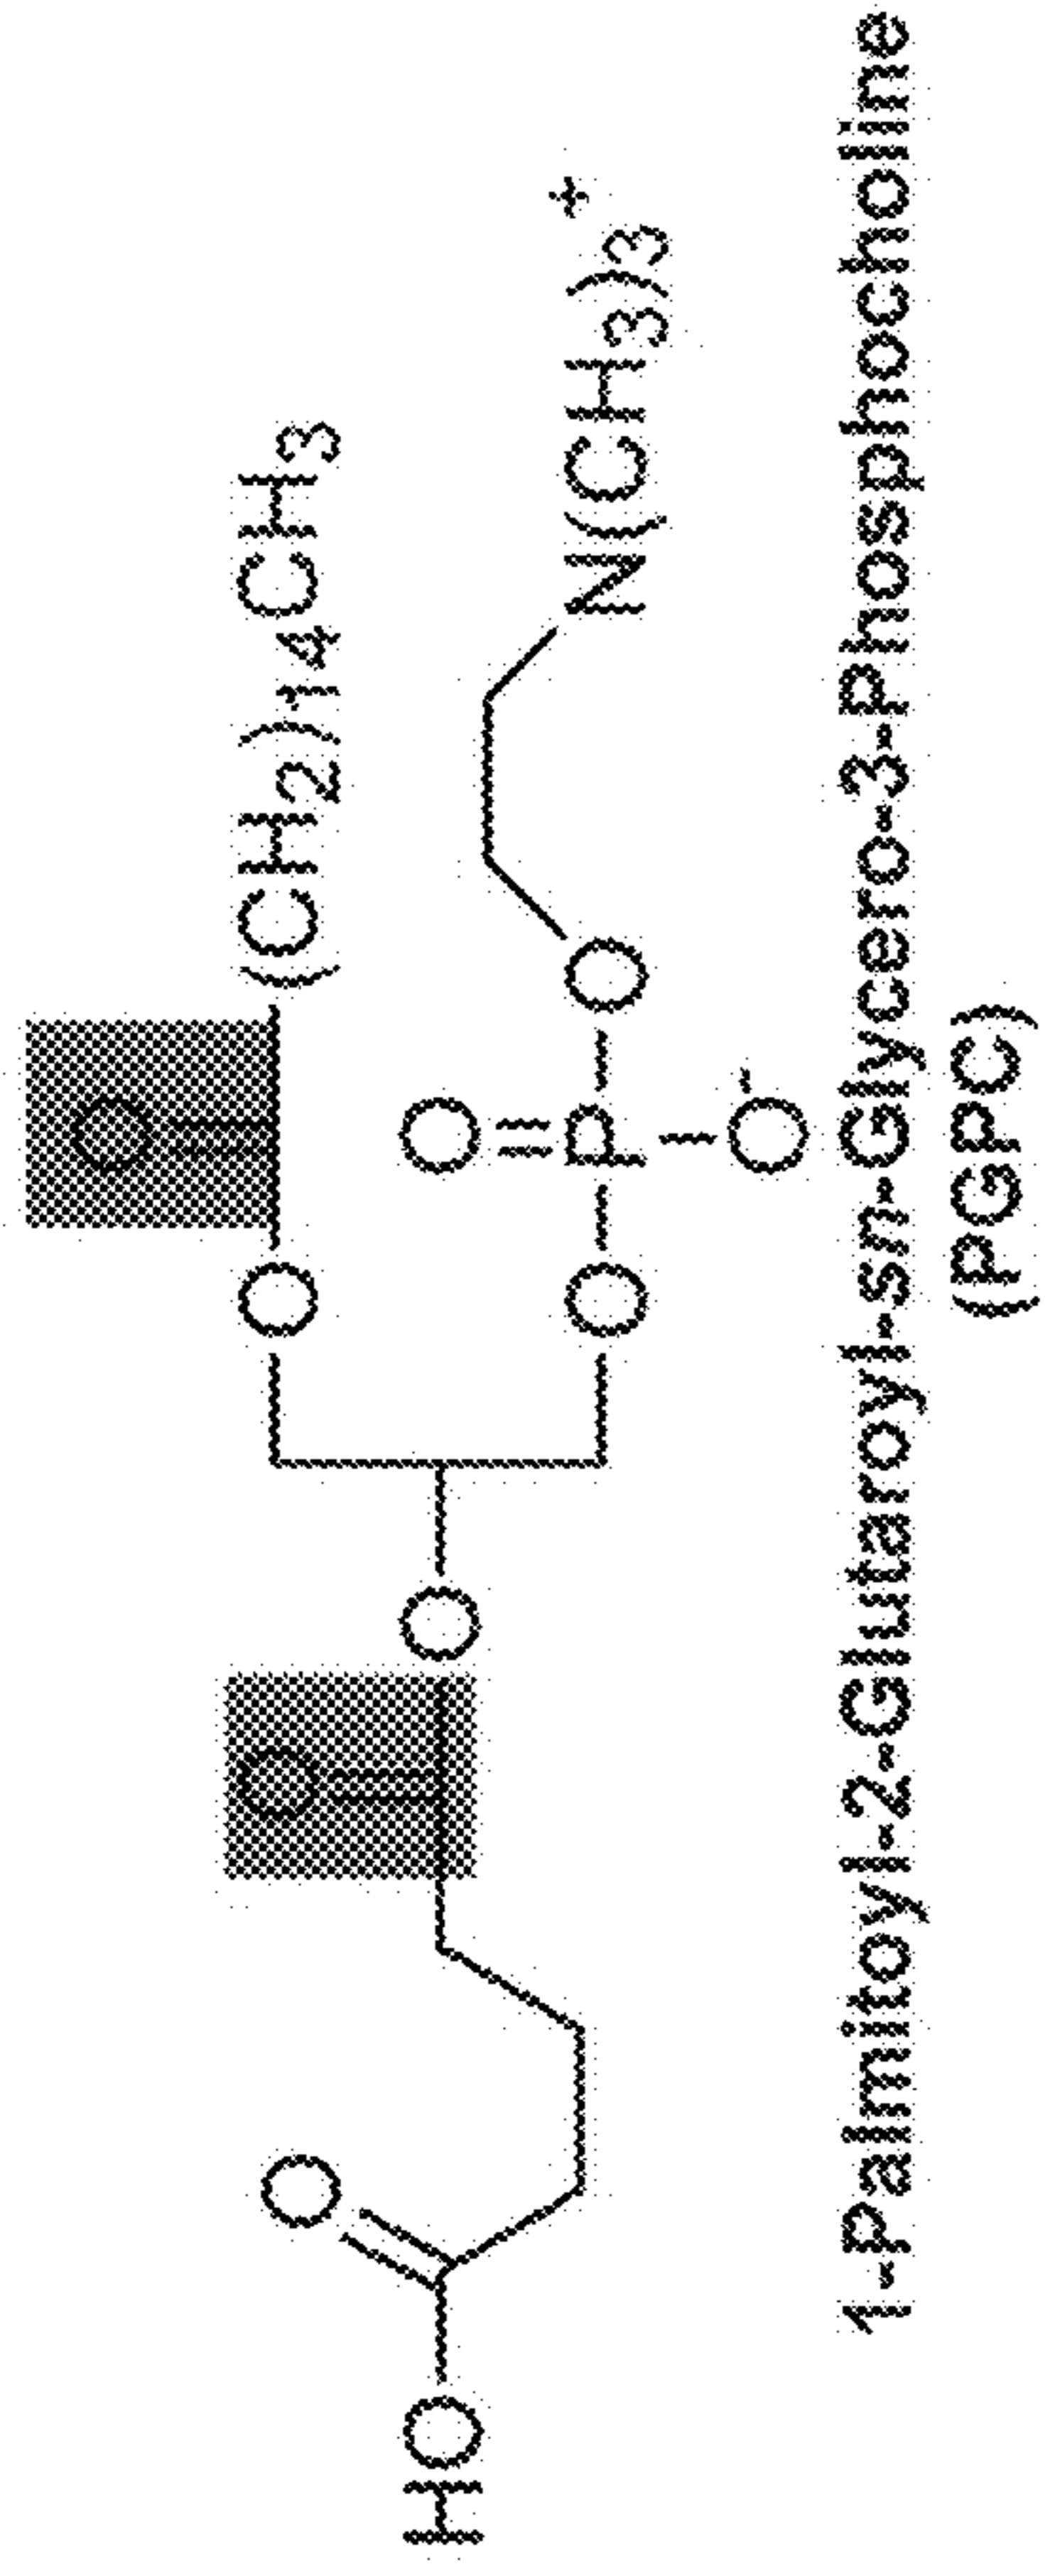 O
(CH2)14CH3
O
O
O
N(CH3)3+
HO
O
O
O
P
O
O-
1-Palmitoyl-2-Glutaroyl-sn-Glycero-3-Phosphocholine
(PGPC)